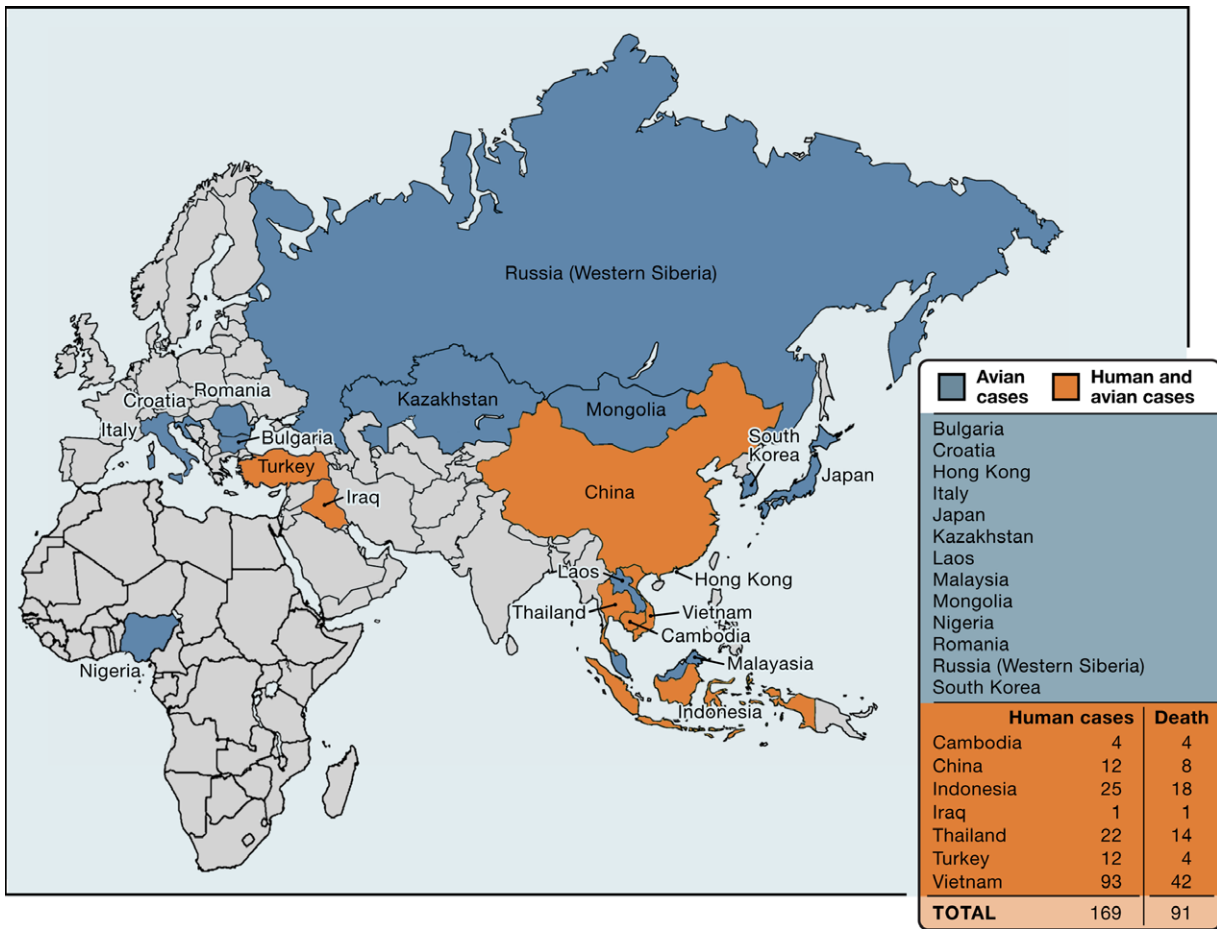 Russia (Western Siberia)
Romania
Croatia
Kazakhstan
Mongolia
Italy
Bulgaria
South
Korea
Turkey
Japan
Iraq
China
Laos
Hong Kong
Thailand
Vietnam
Cambodia
Nigeria
Malayasia
Indonesia
Avian
cases
Human and
avian cases
Bulgaria
Croatia
Hong Kong
Italy
Japan
Kazakhstan
Laos
Malaysia
Mongolia
Nigeria
Romania
Russia (Western Siberia)
South Korea
Human cases Death
Cambodia 4 4
China 12 8
Indonesia 25 18
Iraq 1 1
Thailand 22 14
Turkey 12 4
Vietnam 93 42
TOTAL 169 91